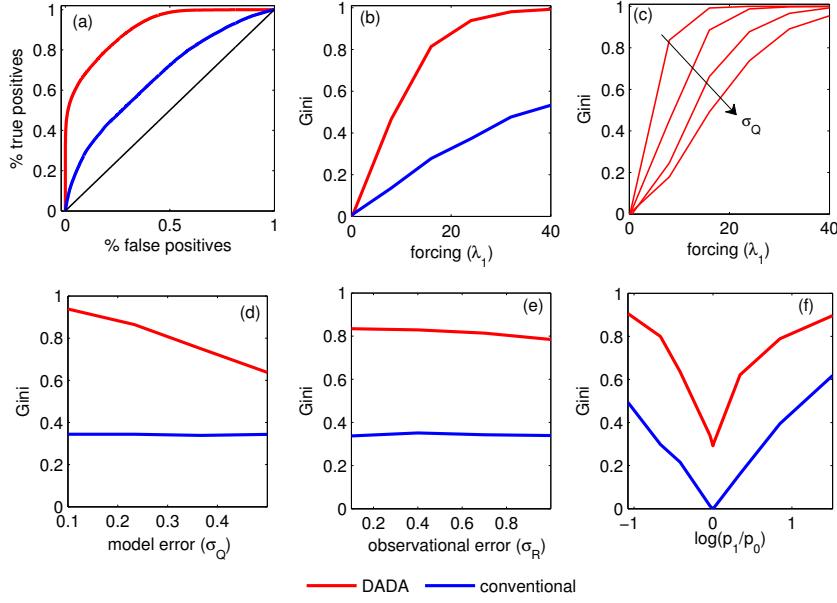 (a)
1
0.8
0.6
0.4
0.2
0
0
0.5
1
% true positives
% false positives
(b)
1
0.8
0.6
0.4
0.2
0
0
20
40
Gini
forcing (λ1)
(c)
1
0.8
0.6
0.4
0.2
0
0
20
40
Gini
σQ
forcing (λ1)
(d)
1
0.8
0.6
0.4
0.2
0
0.1
0.2
0.3
0.4
Gini
model error (σQ)
(e)
1
0.8
0.6
0.4
0.2
0
0.2
0.4
0.6
0.8
Gini
observational error (σR)
(f)
1
0.8
0.6
0.4
0.2
0
-1
0
1
Gini
log(p1/p0)
DADA
conventional